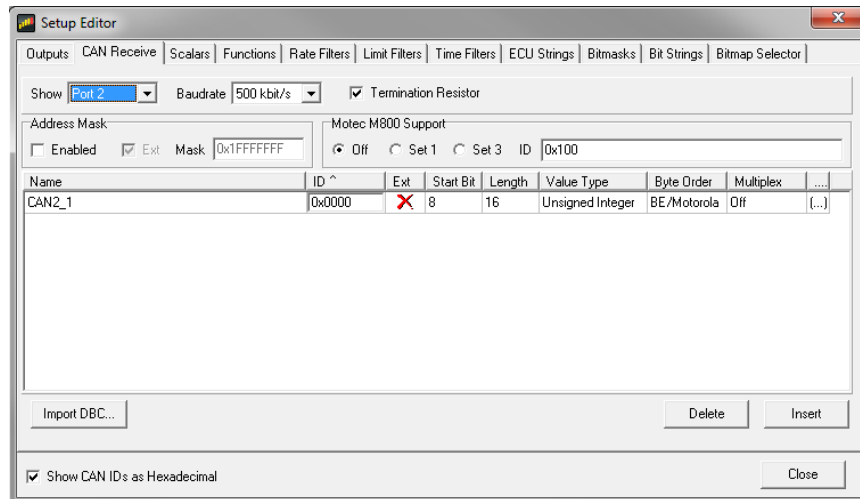 Setup Editor
Outputs CAN Receive Scalars Functions Rate Filters Limit Filters Time Filters ECU Strings Bitmasks Bit Strings Bitmap Selector
Show Port 2 Baudrate 500 kbit/s Termination Resistor
Address Mask Motec M800 Support
Enabled Ext Mask 0x1FFFFFFF Off Set 1 Set 3 ID 0x100
Name ID ^ Ext Start Bit Length Value Type Byte Order Multiplex ....
CAN2_1 0x0000 8 16 Unsigned Integer BE/Motorola Off (...)
Import DBC... Delete Insert
Show CAN IDs as Hexadecimal Close